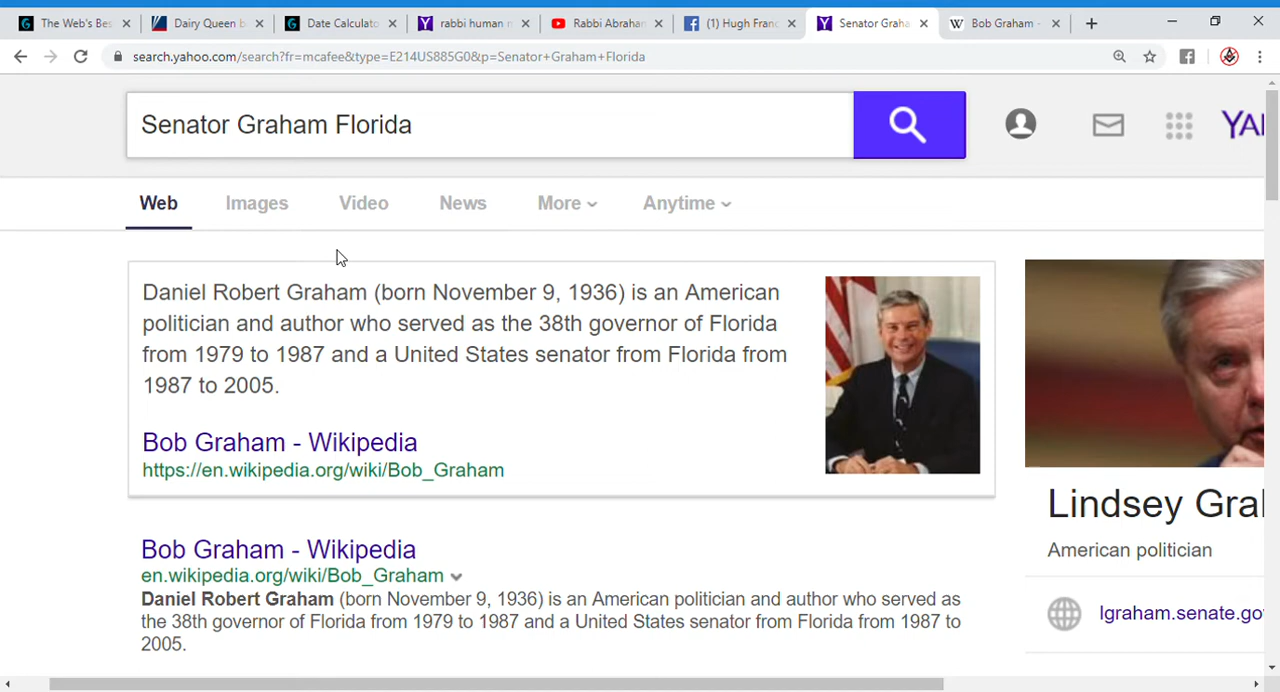 The Web's Bes
Dairy Queen b
Date Calculato
rabbi human r
Rabbi Abrahar
(1) Hugh Franc
Senator Graha
Bob Graham -
search.yahoo.com/search?fr=mcafee&type=E214US885G0&p=Senator+Graham+Florida
Senator Graham Florida
YA
Web
Images
Video
News
More
Anytime
Daniel Robert Graham (born November 9, 1936) is an American
politician and author who served as the 38th governor of Florida
from 1979 to 1987 and a United States senator from Florida from
1987 to 2005.
Bob Graham - Wikipedia
https://en.wikipedia.org/wiki/Bob_Graham
Bob Graham - Wikipedia
en.wikipedia.org/wiki/Bob_Graham
Daniel Robert Graham (born November 9, 1936) is an American politician and author who served as
the 38th governor of Florida from 1979 to 1987 and a United States senator from Florida from 1987 to
2005.
Lindsey Gra
American politician
lgraham.senate.go